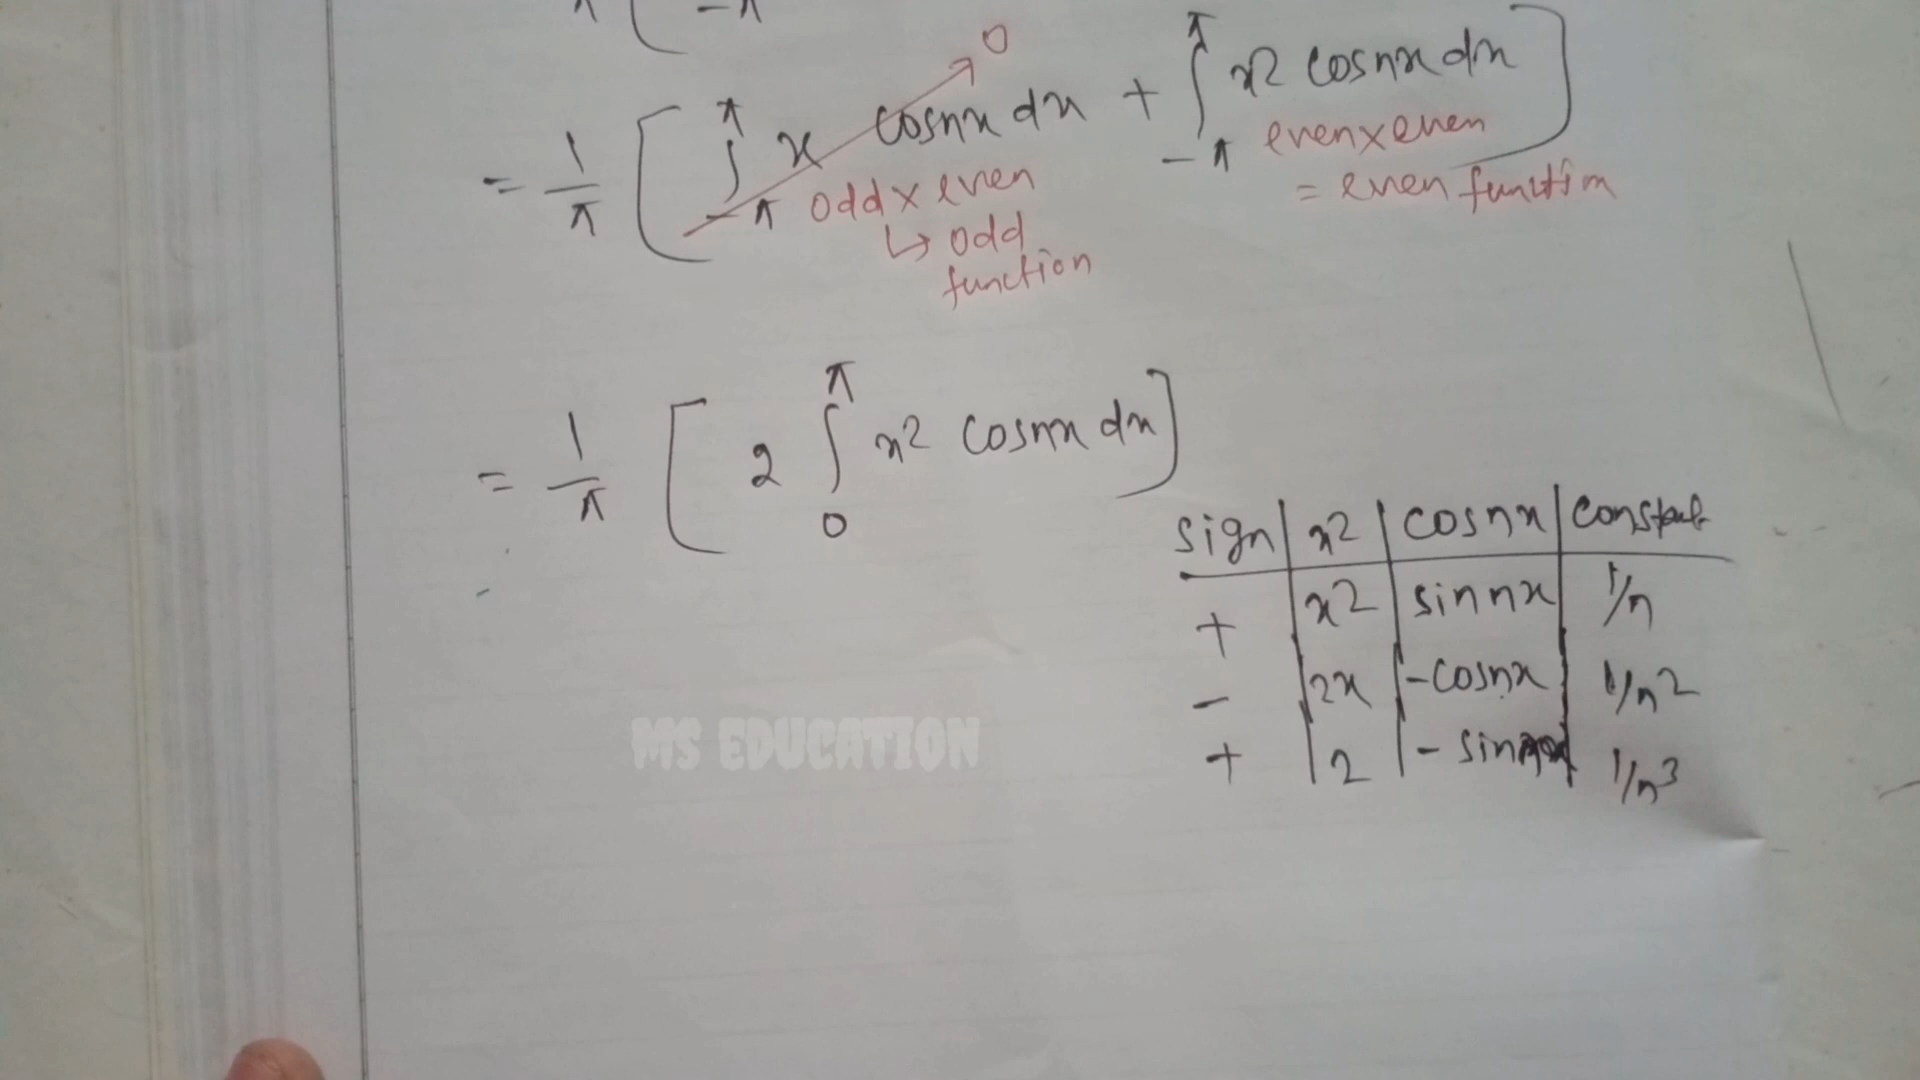 π [ -π
= 1/π [ ∫_{-π}^{π} x cosnx dx + ∫_{-π}^{π} x2 cosnx dx ]
0
odd x even
↳ odd
function
even x even
= even function
= 1/π [ 2 ∫_0^π x2 cosnx dx ]
sign | x2 | cosnx | constant
+ | x2 | sinnx | 1/n
- | 2x | -cosnx | 1/n2
+ | 2 | - sinnx | 1/n3
MS EDUCATION